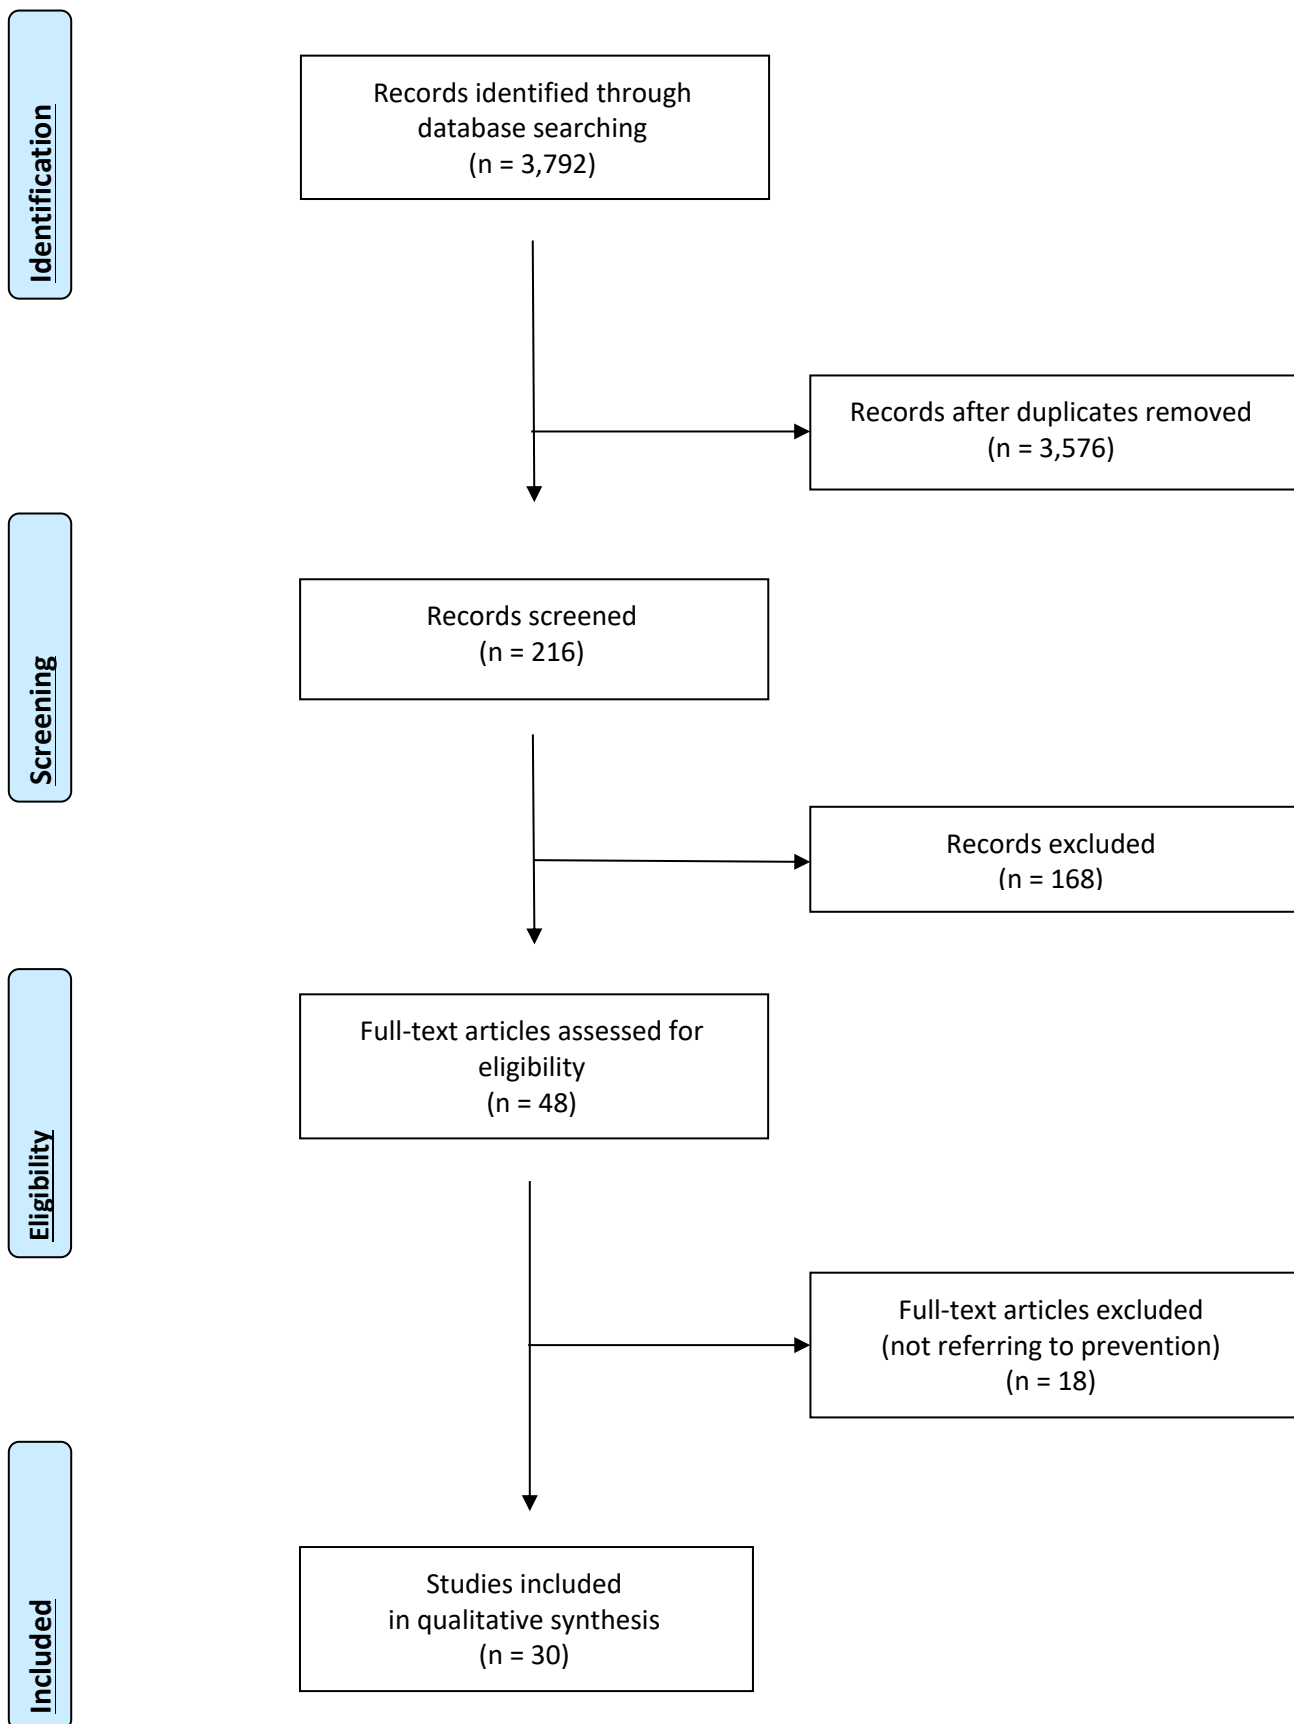 Identification
Records identified through
database searching
(n = 3,792)
Records after duplicates removed
(n = 3,576)
Screening
Records screened
(n = 216)
Records excluded
(n = 168)
Eligibility
Full-text articles assessed for
eligibility
(n = 48)
Full-text articles excluded
(not referring to prevention)
(n = 18)
Included
Studies included
in qualitative synthesis
(n = 30)